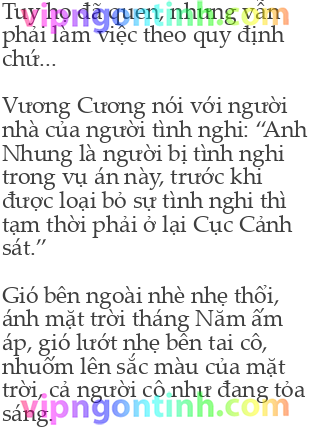 Tuy họ đã quen, nhưng vẫn
phải làm việc theo quy định
chứ...
Vương Cương nói với người
nhà của người tình nghi: “Anh
Nhung là người bị tình nghi
trong vụ án này, trước khi
được loại bỏ sự tình nghi thì
tạm thời phải ở lại Cục Cảnh
sát.”
Gió bên ngoài nhè nhẹ thổi,
ánh mặt trời tháng Năm ấm
áp, gió lướt nhẹ bên tai cô,
nhuốm lên sắc màu của mặt
trời, cả người cô như đang tỏa
sáng.
vipngontinh.com
vipngontinh.com